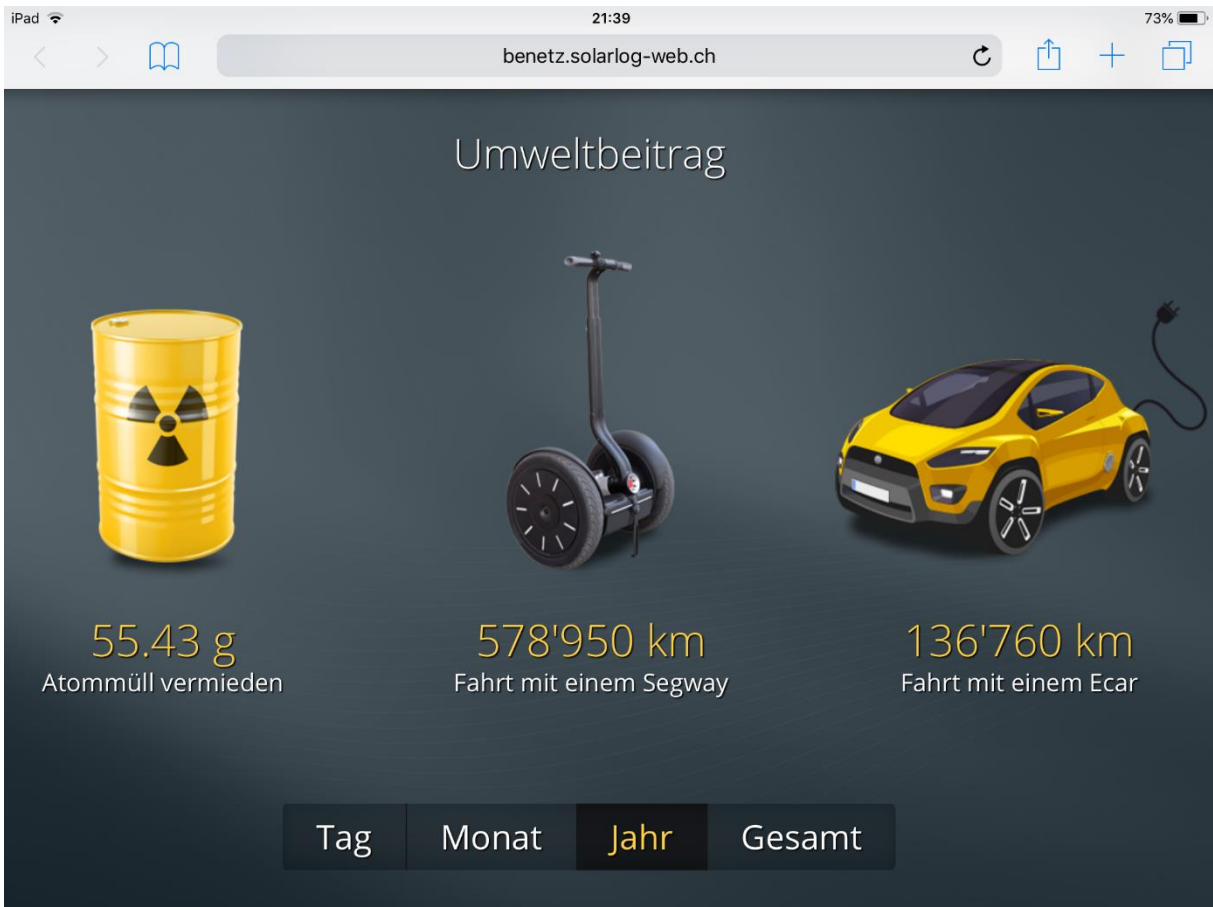 iPad 21:39 73%
benetz.solarlog-web.ch
Umweltbeitrag
55.43 g 578'950 km 136'760 km
Atommüll vermieden Fahrt mit einem Segway Fahrt mit einem Ecar
Tag Monat Jahr Gesamt